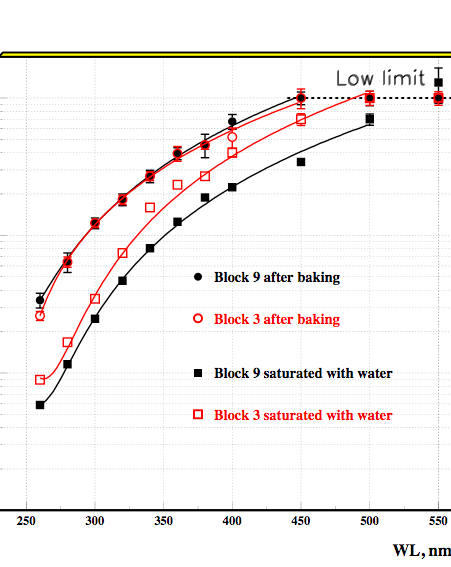 Low limit
Block 9 after baking
Block 3 after baking
Block 9 saturated with water
Block 3 saturated with water
250 300 350 400 450 500 550
WL, nm